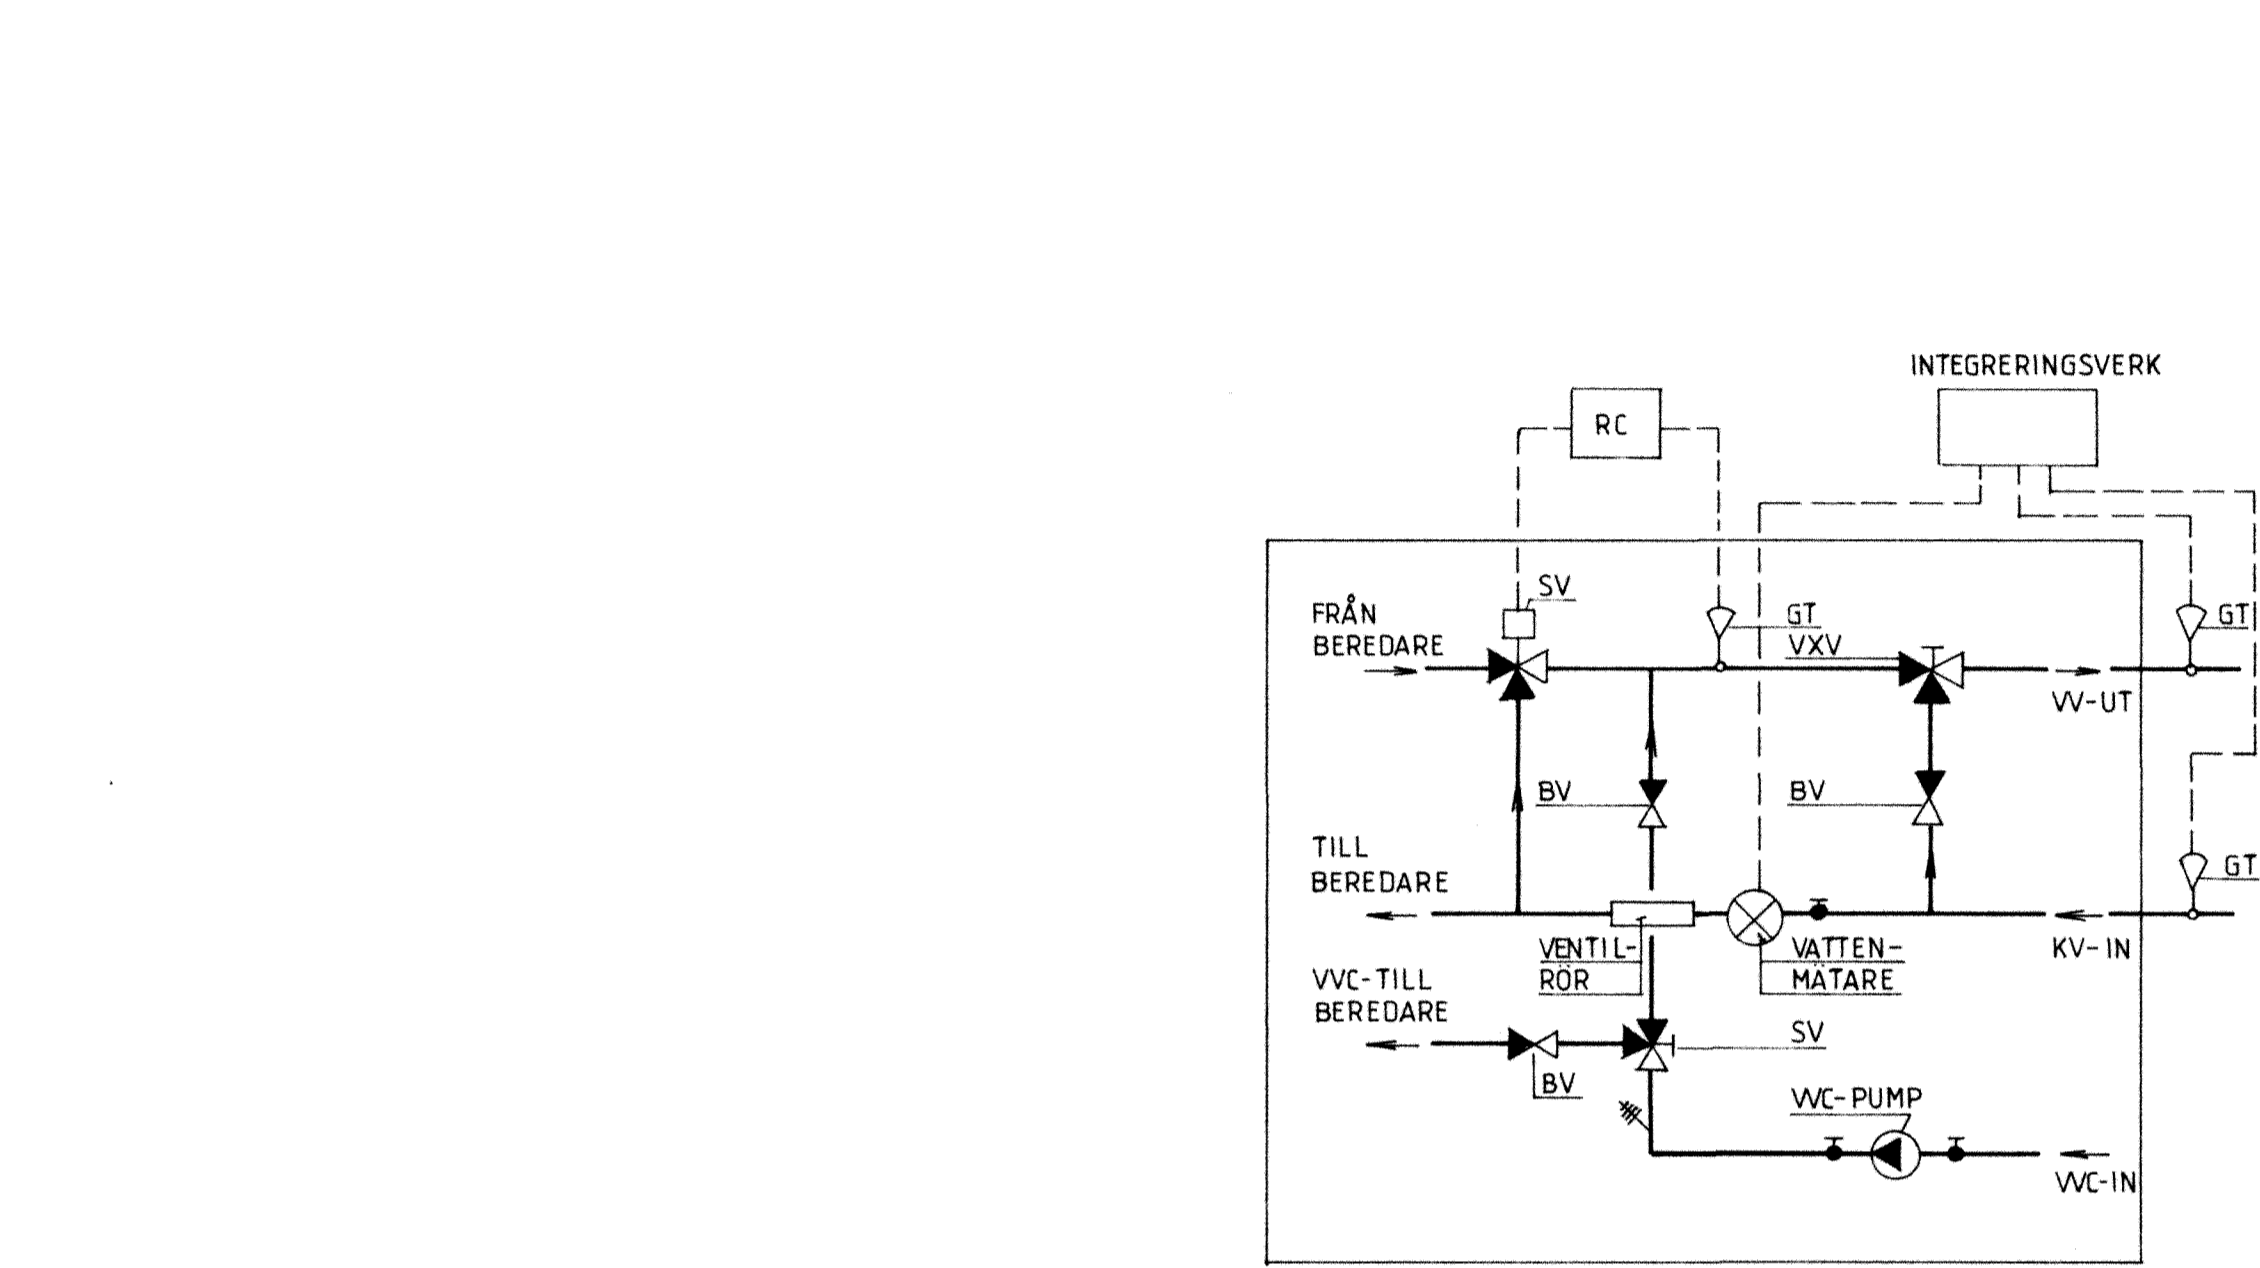 INTEGRERINGSVERK
RC
SV
FRÅN
BEREDARE
GT
VXV
GT
VV-UT
BV
BV
TILL
BEREDARE
GT
VENTIL-
RÖR
VATTEN-
MÄTARE
KV-IN
VVC-TILL
BEREDARE
SV
BV
VVC-PUMP
VVC-IN